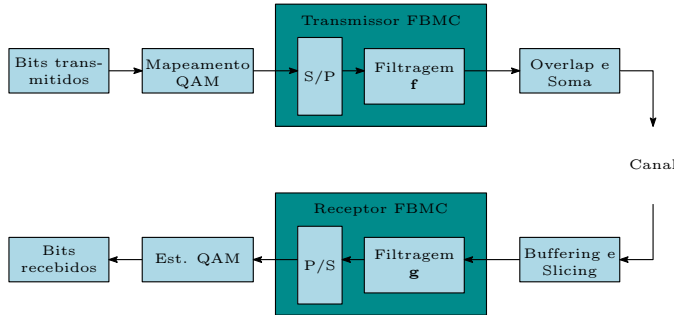 Transmissor FBMC
Bits trans-
mitidos
Mapeamento
QAM
S/P
Filtragem
f
Overlap e
Soma
Canal
Receptor FBMC
Bits
recebidos
Est. QAM
P/S
Filtragem
g
Buffering e
Slicing